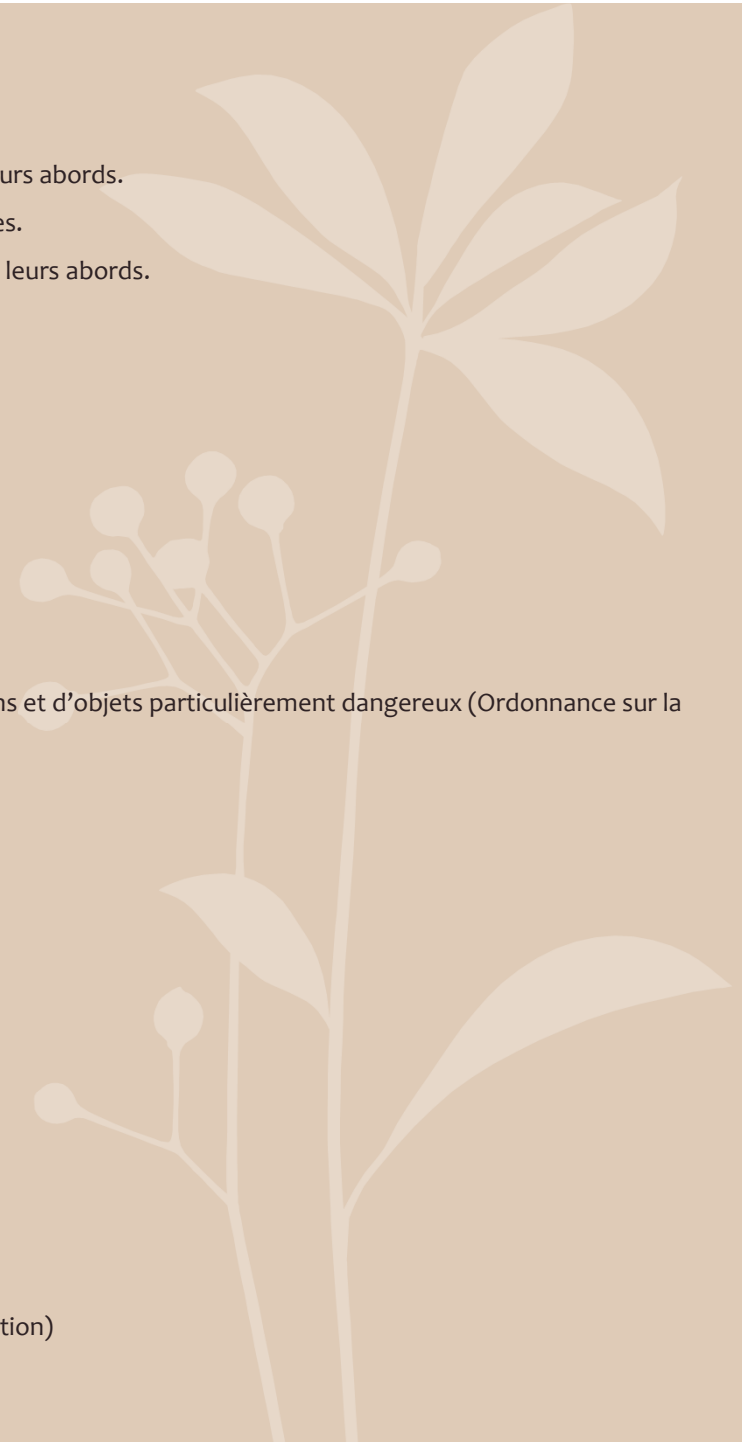 urs abords.
es.
leurs abords.
ns et d’objets particulièrement dangereux (Ordonnance sur la
tion)